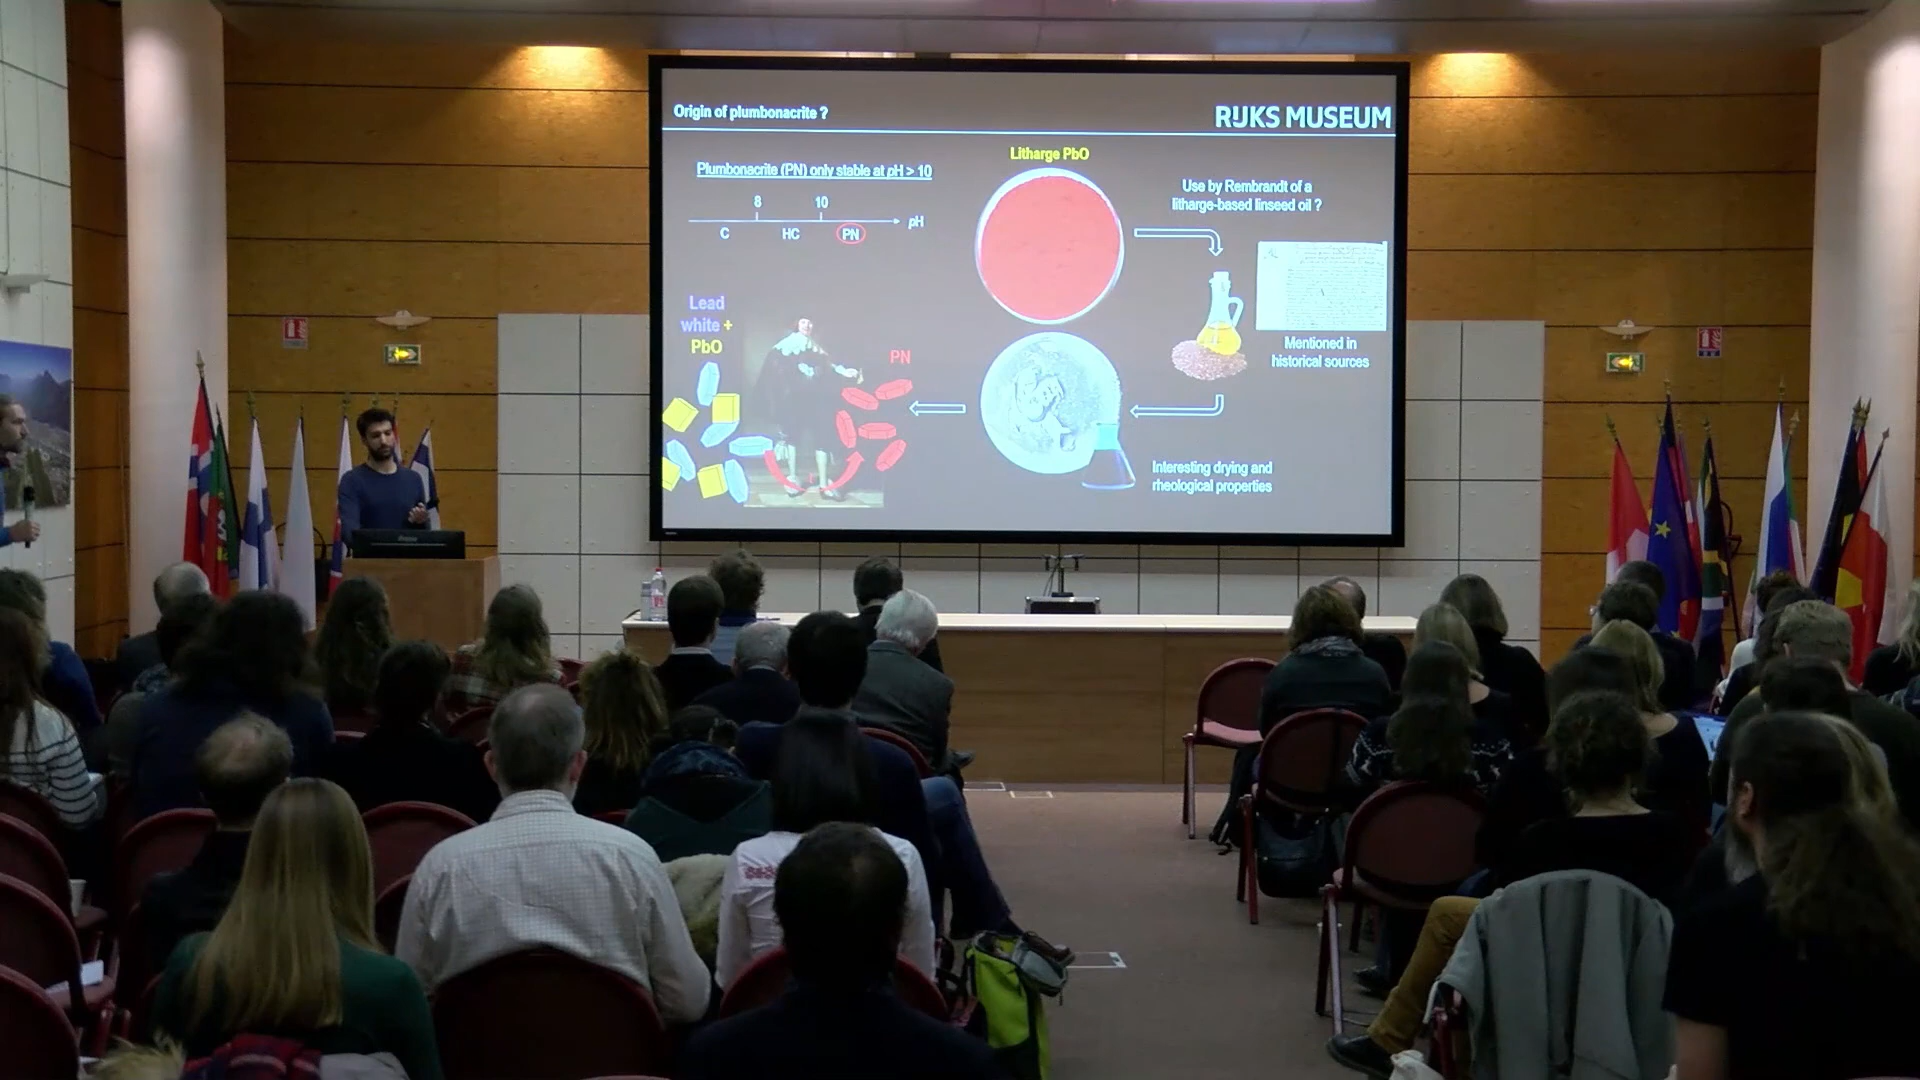 Origin of plumbonacrite ?
RIJKS MUSEUM
Plumbonacrite (PN) only stable at pH > 10
8 10
pH
C HC PN
Litharge PbO
Use by Rembrandt of a
litharge-based linseed oil ?
Mentioned in
historical sources
Lead
white +
PbO
PN
Interesting drying and
rheological properties